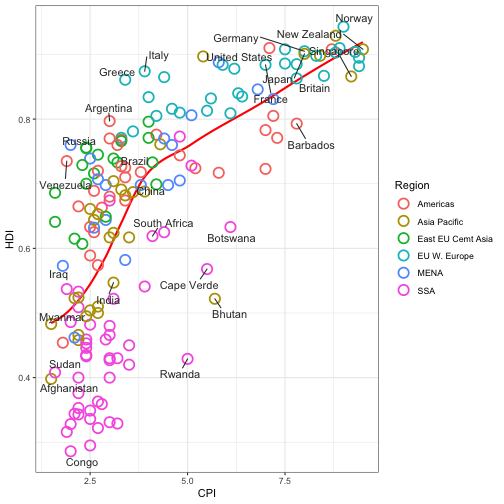 Norway
Germany
New Zealand
Italy
United States
Singapore
Greece
Japan
Britain
France
Argentina
Russia
Barbados
Brazil
Venezuela
China
South Africa
Botswana
Iraq
Cape Verde
India
Myanmar
Bhutan
Sudan
Rwanda
Afghanistan
Congo
0.8
0.6
0.4
HDI
2.5
5.0
7.5
CPI
Region
Americas
Asia Pacific
East EU Cemt Asia
EU W. Europe
MENA
SSA